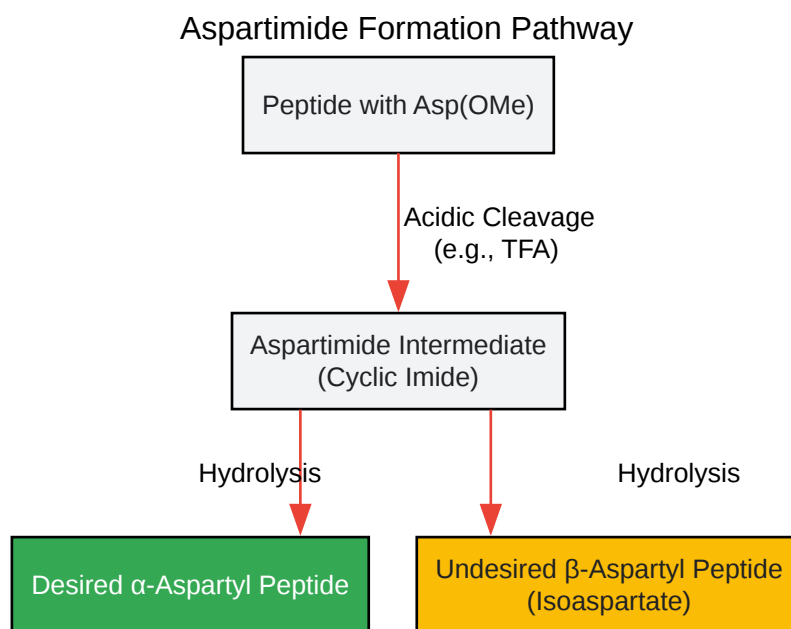 Aspartimide Formation Pathway
Peptide with Asp(OMe)
Acidic Cleavage
(e.g., TFA)
Aspartimide Intermediate
(Cyclic Imide)
Hydrolysis
Hydrolysis
Desired α-Aspartyl Peptide
Undesired β-Aspartyl Peptide
(Isoaspartate)